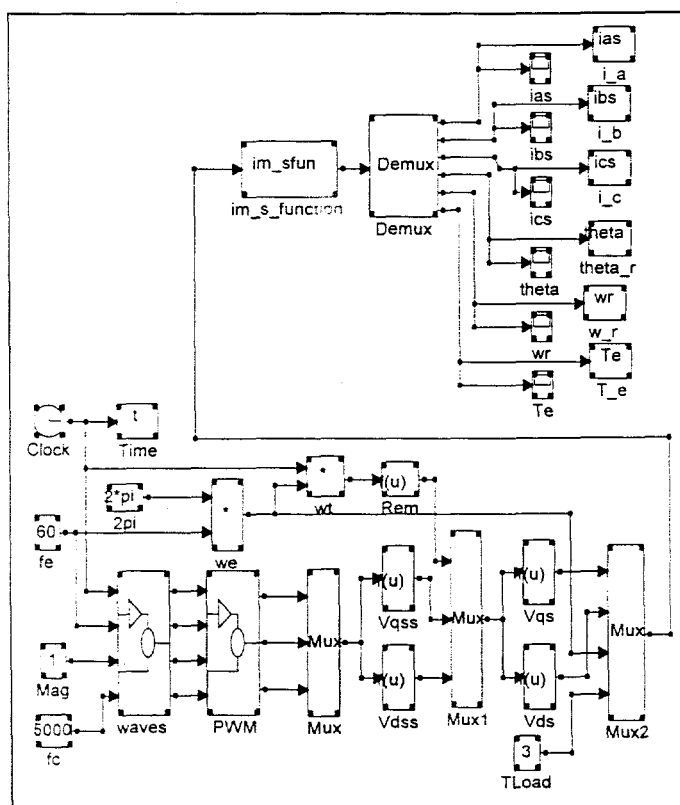 ias
i_a
ias
ibs
i_b
ibs
im_sfun
im_s_function
Demux
Demux
ics
i_c
ics
theta
theta_r
theta
wr
w_r
wr
Te
T_e
Te
Clock
t
Time
2*pi
2pi
*
wt
(u)
Rem
60
fe
*
we
waves
PWM
Mux
Mux
(u)
Vqss
(u)
Vdss
Mux
Mux1
(u)
Vqs
(u)
Vds
Mux
Mux2
1
Mag
5000
fc
3
TLoad